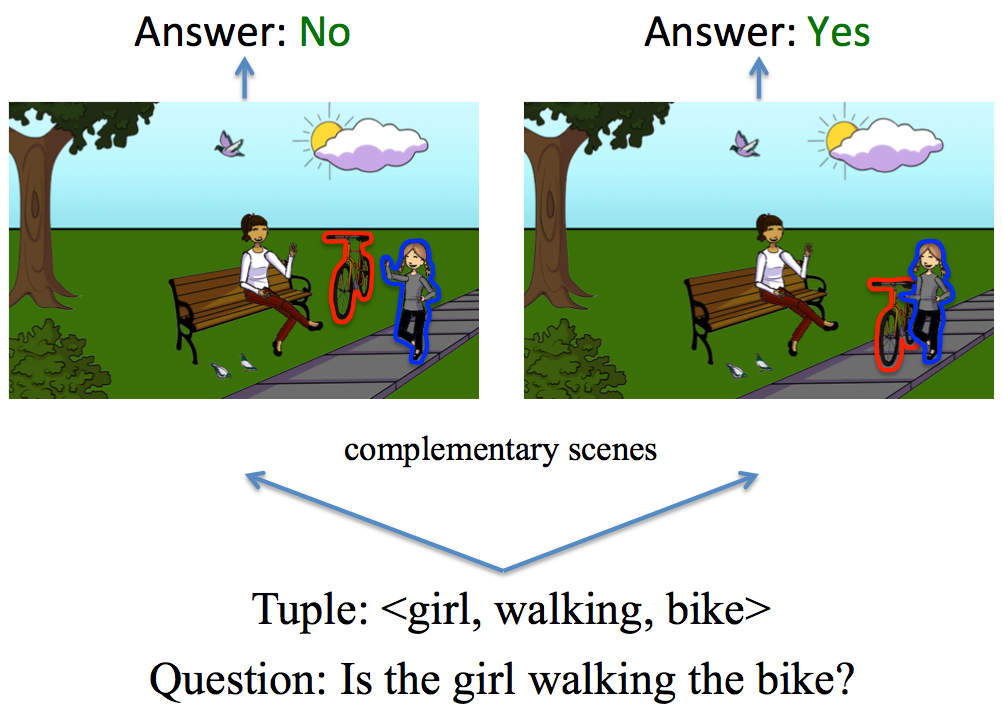 Answer: No
Answer: Yes
complementary scenes
Tuple: <girl, walking, bike>
Question: Is the girl walking the bike?